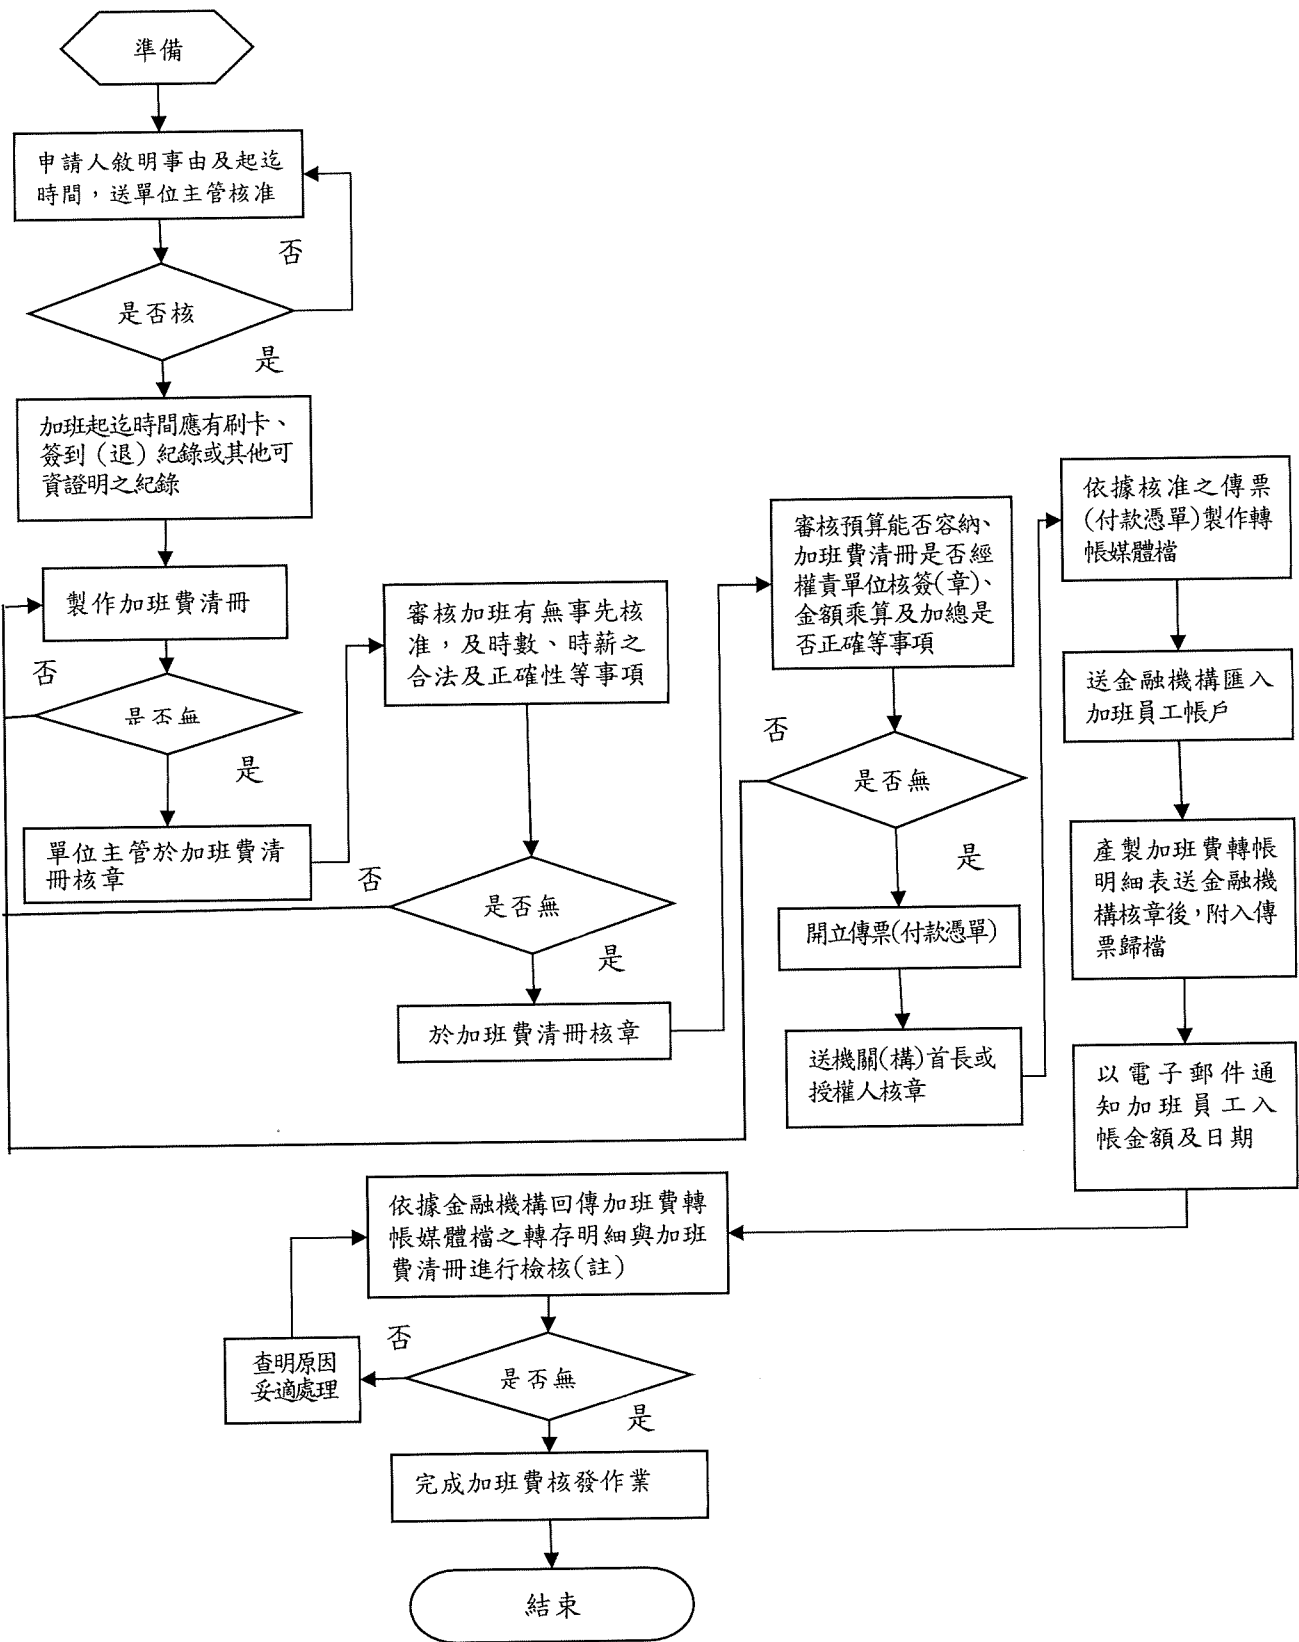 準備
申請人敘明事由及起迄
時間，送單位主管核准
否
是否核
是
加班起迄時間應有刷卡、
簽到（退）紀錄或其他可
資證明之紀錄
製作加班費清冊
否
是否無
是
單位主管於加班費清
冊核章
審核加班有無事先核
准，及時數、時薪之
合法及正確性等事項
否
是否無
是
於加班費清冊核章
審核預算能否容納、
加班費清冊是否經
權責單位核簽(章)、
金額乘算及加總是
否正確等事項
否
是否無
是
開立傳票(付款憑單)
送機關(構)首長或
授權人核章
依據核准之傳票
(付款憑單)製作轉
帳媒體檔
送金融機構匯入
加班員工帳戶
產製加班費轉帳
明細表送金融機
構核章後，附入傳
票歸檔
以電子郵件通
知加班員工入
帳金額及日期
依據金融機構回傳加班費轉
帳媒體檔之轉存明細與加班
費清冊進行檢核(註)
否
查明原因
妥適處理
是否無
是
完成加班費核發作業
結束